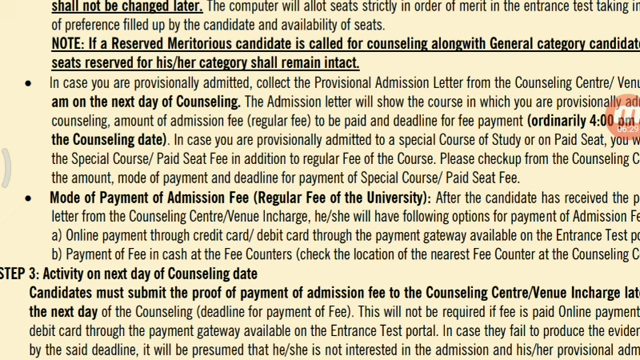 shall not be changed later. The computer will allot seats strictly in order of merit in the entrance test taking in
of preference filled up by the candidate and availability of seats.
NOTE: If a Reserved Meritorious candidate is called for counseling alongwith General category candidat
seats reserved for his/her category shall remain intact.
• In case you are provisionally admitted, collect the Provisional Admission Letter from the Counseling Centre/ Venu
am on the next day of Counseling. The Admission letter will show the course in which you are provisionally ad
counseling, amount of admission fee (regular fee) to be paid and deadline for fee payment (ordinarily 4:00 pm
06:29
the Counseling date). In case you are provisionally admitted to a special Course of Study or on Paid Seat, you w
the Special Course/ Paid Seat Fee in addition to regular Fee of the Course. Please checkup from the Counseling C
the amount, mode of payment and deadline for payment of Special Course/ Paid Seat Fee.
• Mode of Payment of Admission Fee (Regular Fee of the University): After the candidate has received the p
letter from the Counseling Centre/Venue Incharge, he/she will have following options for payment of Admission Fe
a) Online payment through credit card/ debit card through the payment gateway available on the Entrance Test po
b) Payment of Fee in cash at the Fee Counters (check the location of the nearest Fee Counter at the Counseling C
STEP 3: Activity on next day of Counseling date
Candidates must submit the proof of payment of admission fee to the Counseling Centre/Venue Incharge late
the next day of the Counseling (deadline for payment of Fee). This will not be required if fee is paid Online payment
debit card through the payment gateway available on the Entrance Test portal. In case they fail to produce the eviden
by the said deadline, it will be presumed that he/she is not interested in the admission and his/her provisional adm